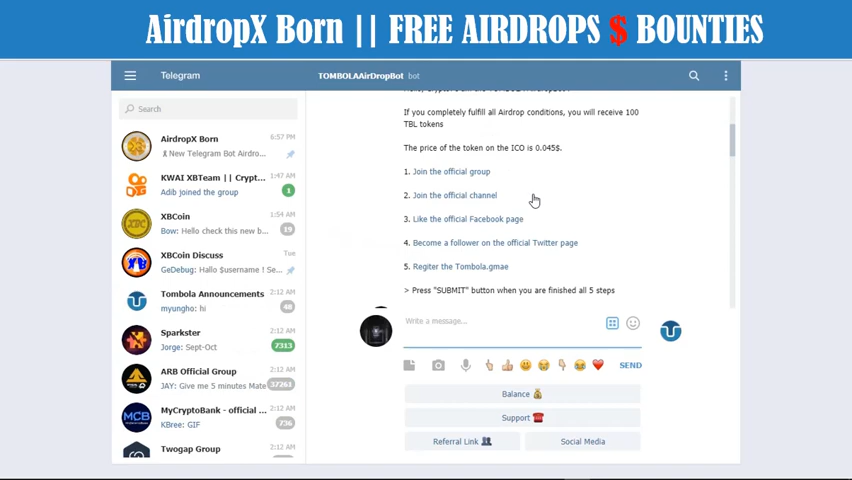 AirdropX Born || FREE AIRDROPS $ BOUNTIES
Telegram
TOMBOLAAirDropBot bot
Search
AirdropX Born 6:57 PM
New Telegram Bot Airdro...
KWAI XBTeam || Crypt... 1:47 AM
Adib joined the group 1
XBCoin 1:54 AM
Bow: Hello check this new b... 19
XBCoin Discuss Tue
GeDebug: Hallo $username ! Se...
Tombola Announcements 2:12 AM
myungho: hi 48
Sparkster 2:12 AM
Jorge: Sept-Oct 7313
ARB Official Group 2:12 AM
JAY: Give me 5 minutes Mate 37261
MyCryptoBank - official ... 2:12 AM
KBree: GIF 736
Twogap Group 2:12 AM
If you completely fulfill all Airdrop conditions, you will receive 100
TBL tokens
The price of the token on the ICO is 0.045$.
1. Join the official group
2. Join the official channel
3. Like the official Facebook page
4. Become a follower on the official Twitter page
5. Regiter the Tombola.gmae
> Press "SUBMIT" button when you are finished all 5 steps
Write a message...
SEND
Balance
Support
Referral Link
Social Media